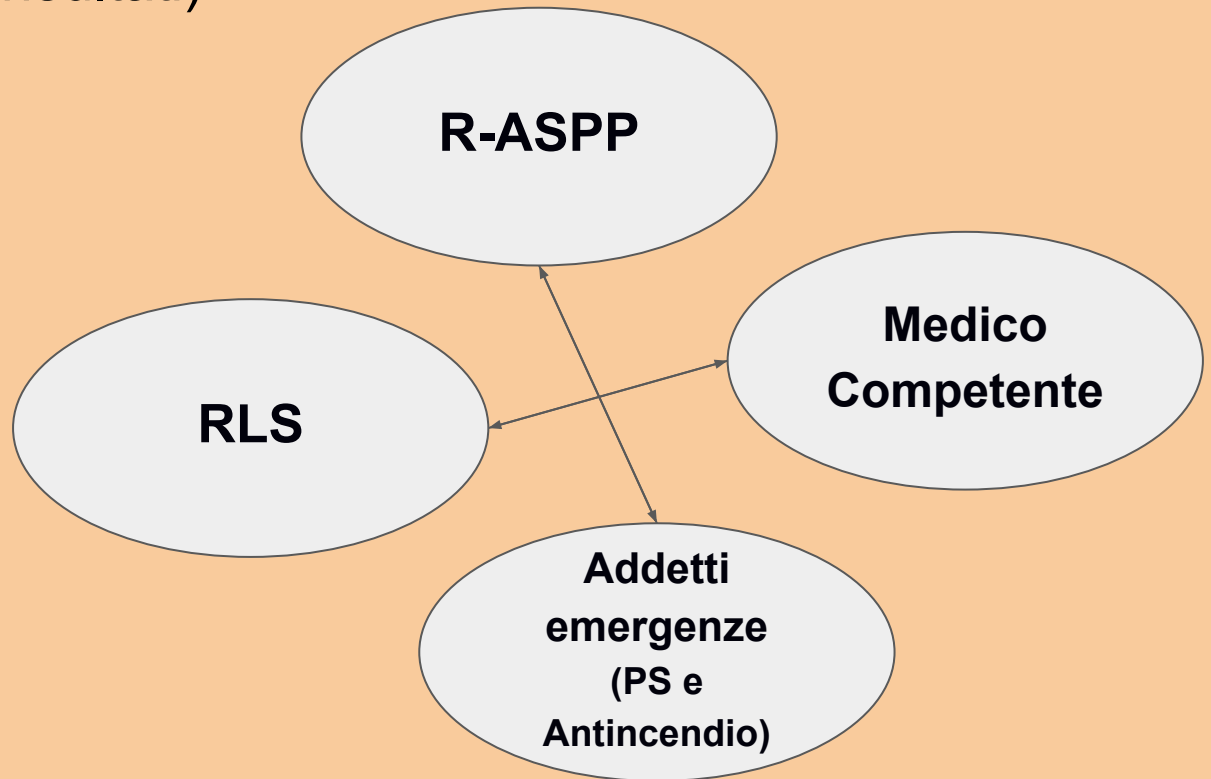 R-ASPP
Medico
Competente
RLS
Addetti
emergenze
(PS e
Antincendio)